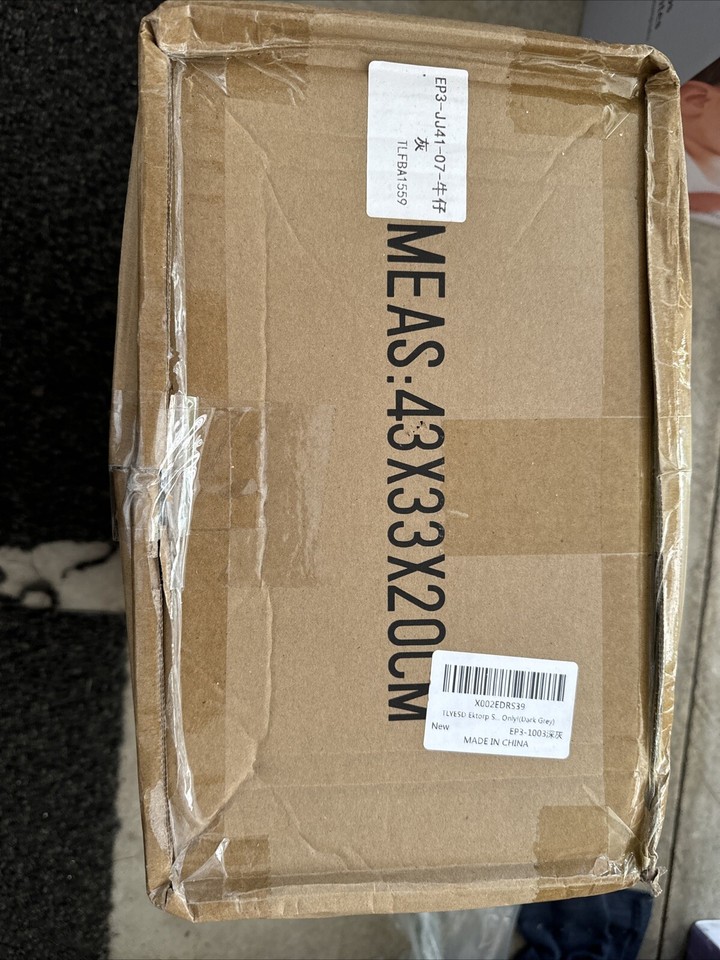 EP3-JJ41-07-牛仔
灰
TLFBA1559
MEAS:43X33X20CM
X002EDRS39
TLYESD Ektorp S... Only!(Dark Grey)
New
EP3-1003深灰
MADE IN CHINA